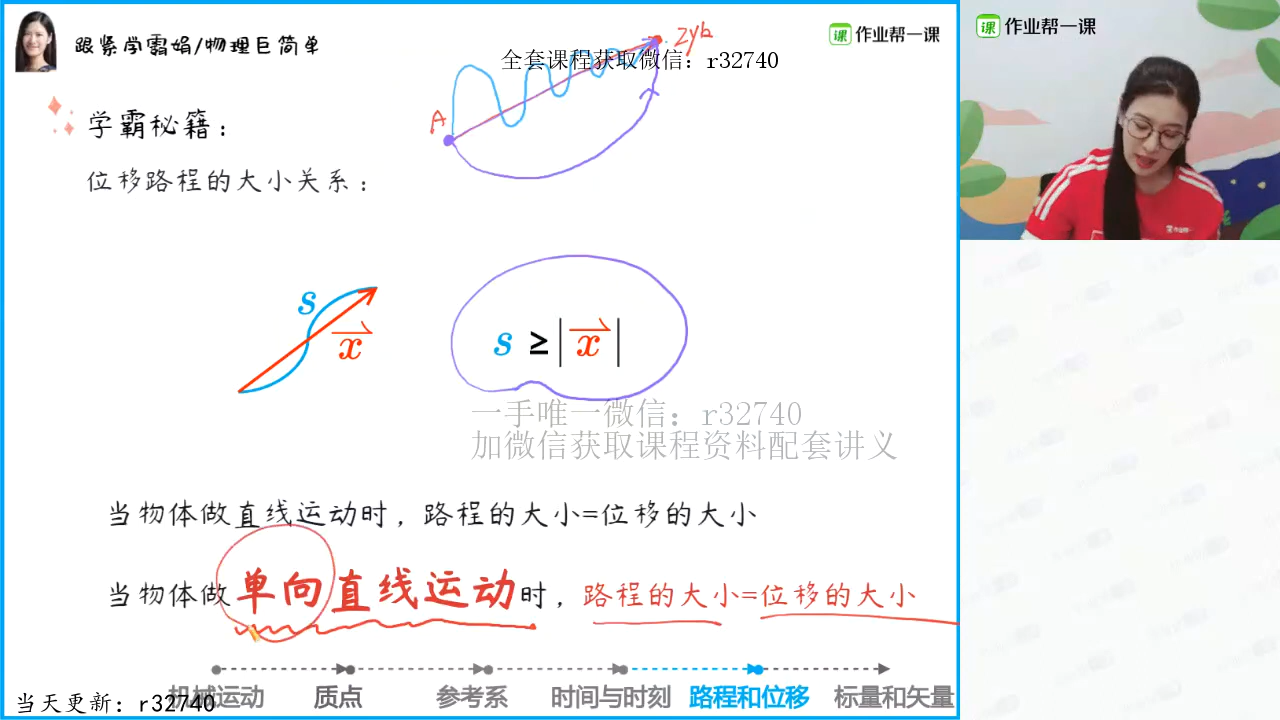 跟紧学霸娟/物理巨简单
课 作业帮一课
课 作业帮一课
zyb
全套课程获取微信：r32740
A
学霸秘籍：
位移路程的大小关系：
s
x
s ≥ |x|
一手唯一微信：r32740
加微信获取课程资料配套讲义
当物体做直线运动时，路程的大小=位移的大小
当物体做单向直线运动时，路程的大小=位移的大小
机械运动 质点 参考系 时间与时刻 路程和位移 标量和矢量
当天更新：r32740